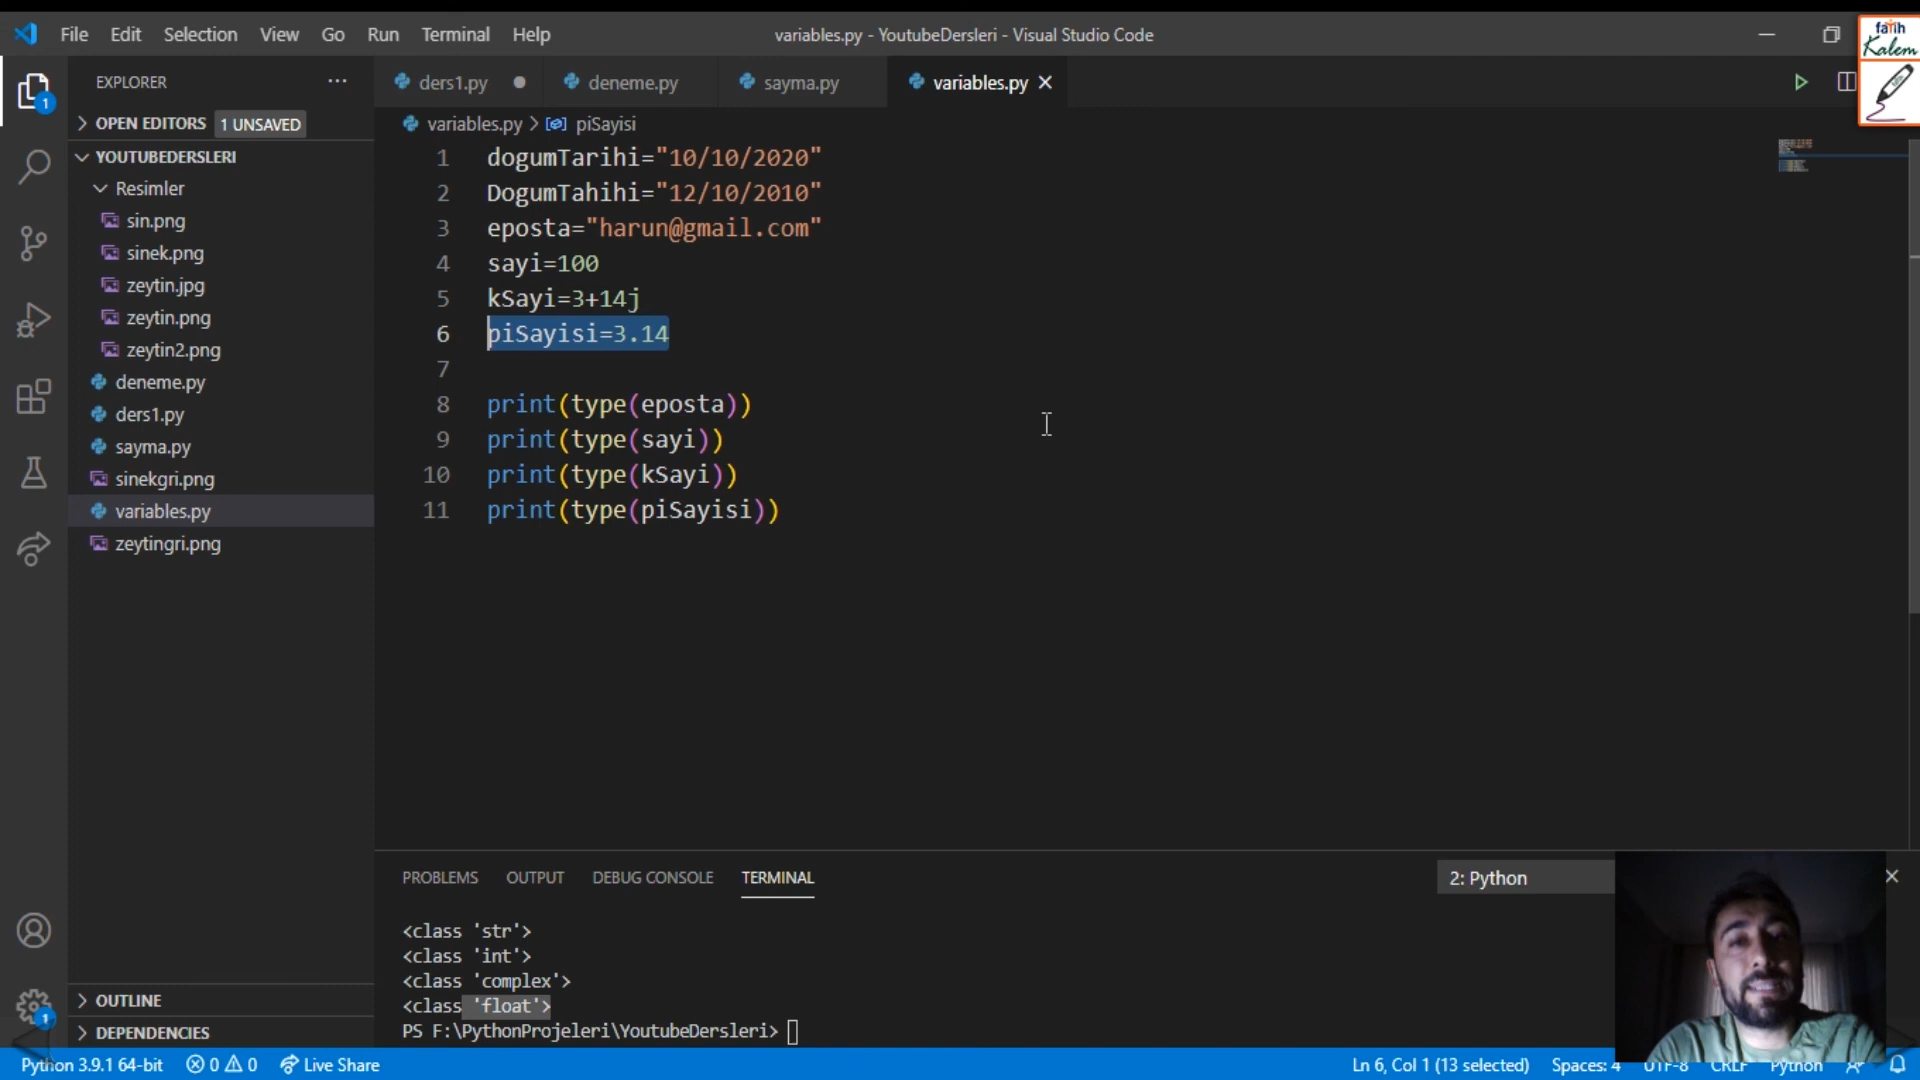 File Edit Selection View Go Run Terminal Help
variables.py - YoutubeDersleri - Visual Studio Code
fatih
Kalem
EXPLORER
OPEN EDITORS 1 UNSAVED
YOUTUBEDERSLERI
Resimler
sin.png
sinek.png
zeytin.jpg
zeytin.png
zeytin2.png
deneme.py
ders1.py
sayma.py
sinekgri.png
variables.py
zeytingri.png
OUTLINE
DEPENDENCIES
1
1
ders1.py deneme.py sayma.py variables.py
variables.py > piSayisi
1 dogumTarihi="10/10/2020"
2 DogumTahihi="12/10/2010"
3 eposta="harun@gmail.com"
4 sayi=100
5 kSayi=3+14j
6 piSayisi=3.14
7
8 print(type(eposta))
9 print(type(sayi))
10 print(type(kSayi))
11 print(type(piSayisi))
PROBLEMS OUTPUT DEBUG CONSOLE TERMINAL
2: Python
<class 'str'>
<class 'int'>
<class 'complex'>
<class 'float'>
PS F:\PythonProjeleri\YoutubeDersleri>
Python 3.9.1 64-bit 0 0 Live Share
Ln 6, Col 1 (13 selected) Spaces: 4 UTF-8 CRLF Python